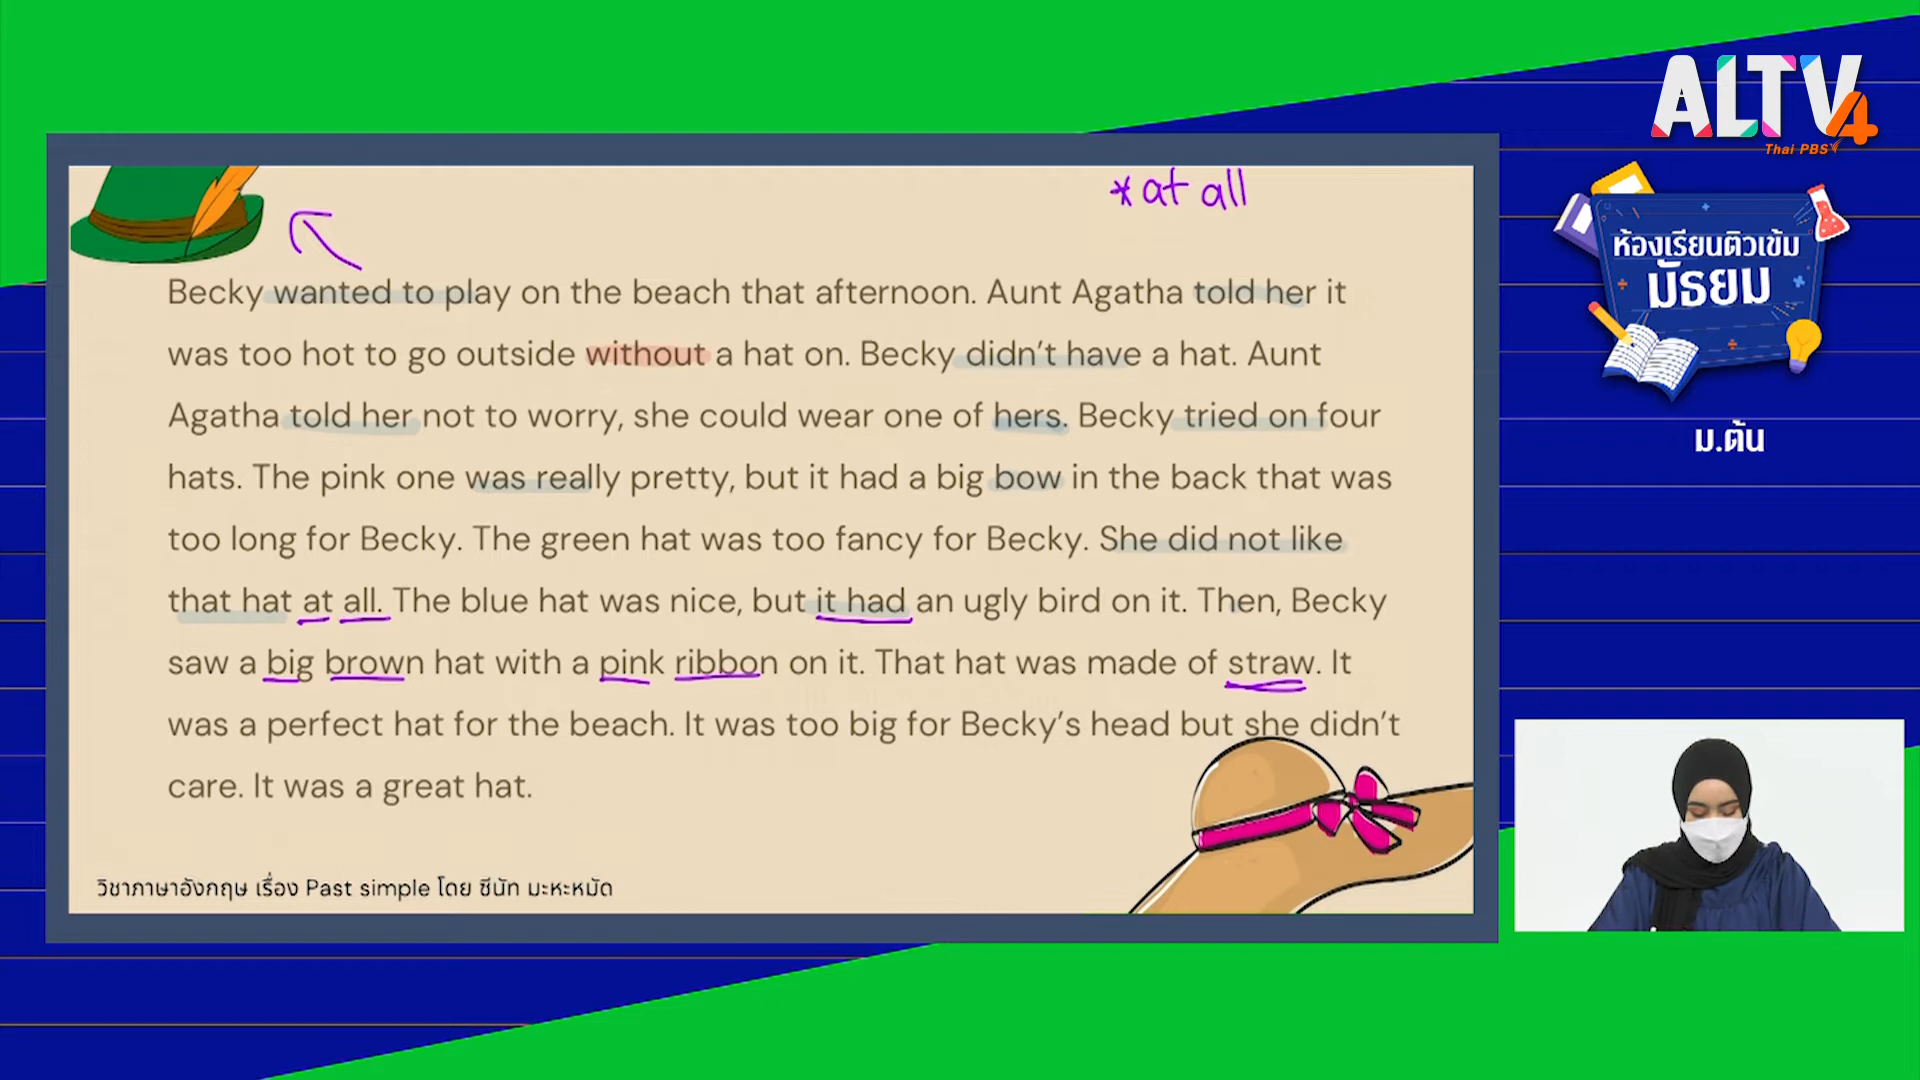 ALTV4
Thai PBS
ห้องเรียนติวเข้ม
มัธยม
ม.ต้น
*at all
Becky wanted to play on the beach that afternoon. Aunt Agatha told her it
was too hot to go outside without a hat on. Becky didn't have a hat. Aunt
Agatha told her not to worry, she could wear one of hers. Becky tried on four
hats. The pink one was really pretty, but it had a big bow in the back that was
too long for Becky. The green hat was too fancy for Becky. She did not like
that hat at all. The blue hat was nice, but it had an ugly bird on it. Then, Becky
saw a big brown hat with a pink ribbon on it. That hat was made of straw. It
was a perfect hat for the beach. It was too big for Becky's head but she didn't
care. It was a great hat.
วิชาภาษาอังกฤษ เรื่อง Past simple โดย ซีนัท มะหะหมัด